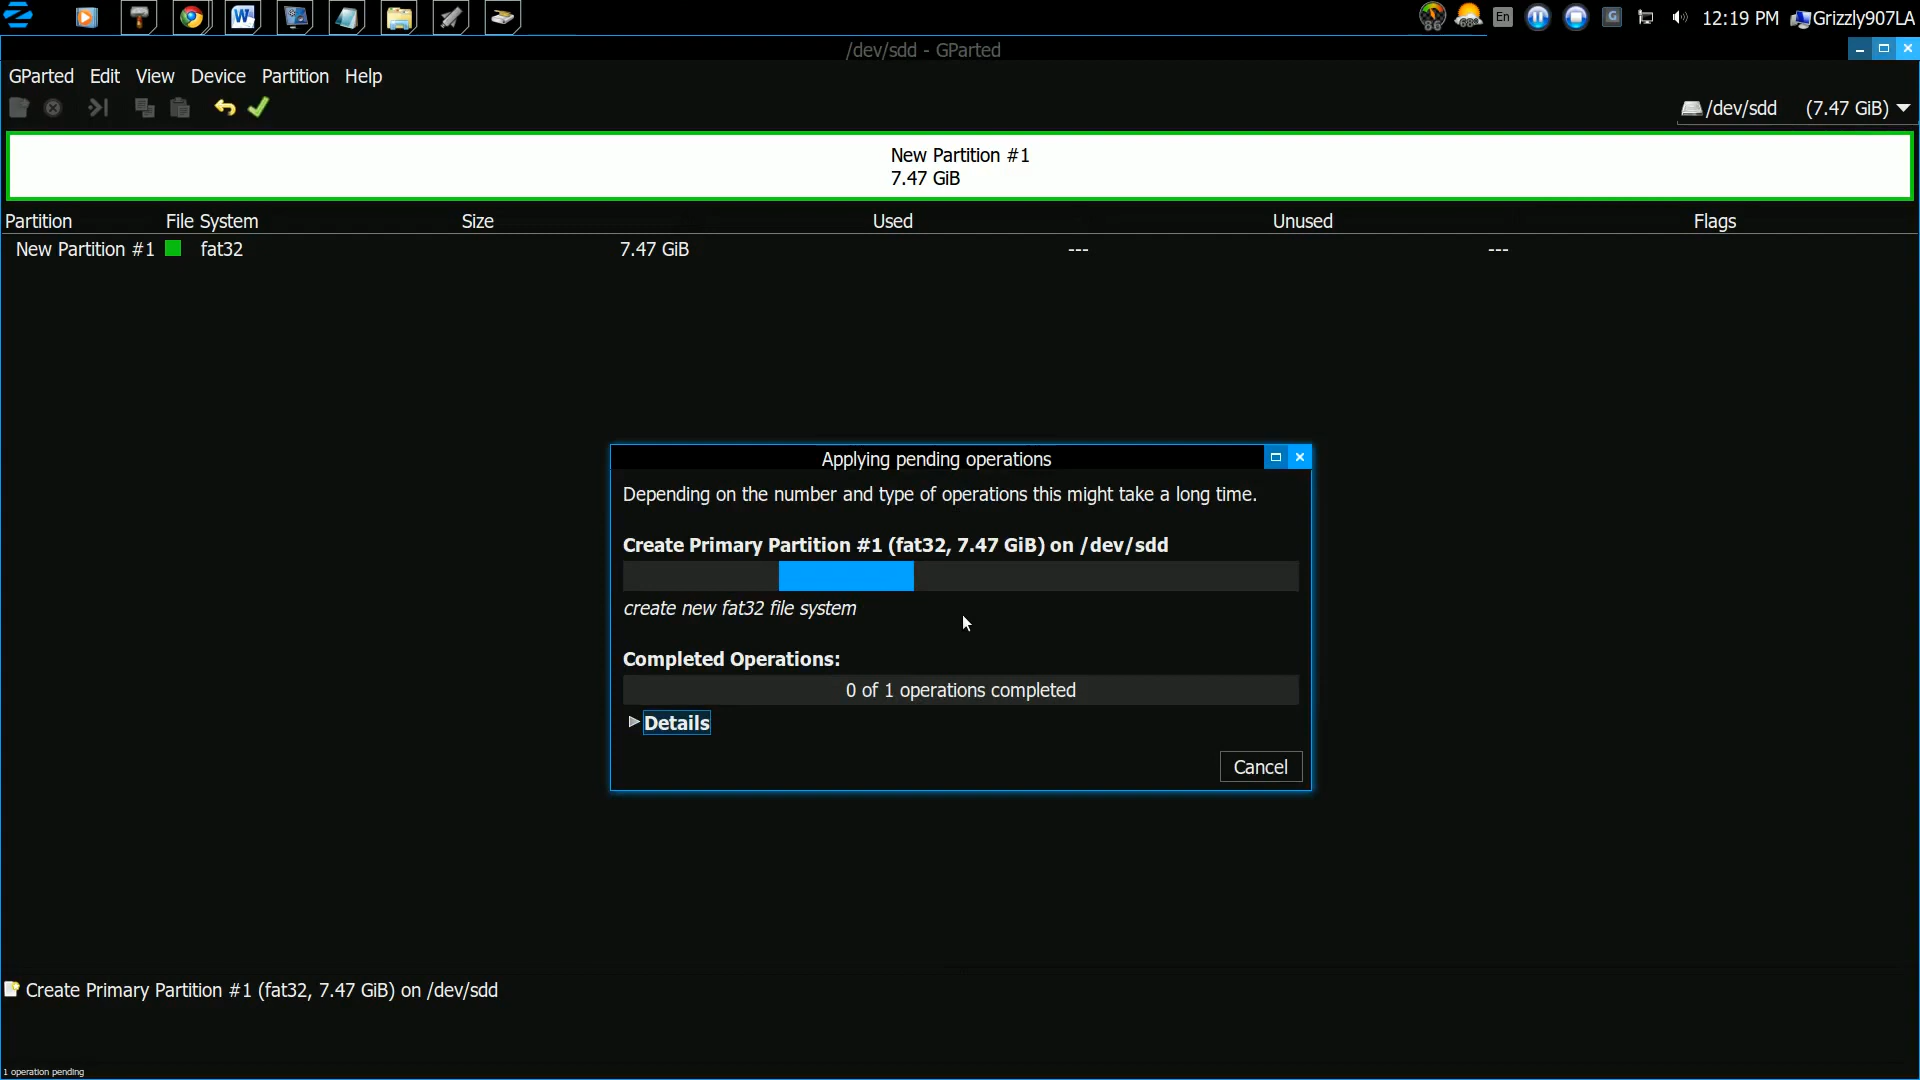 12:19 PM Grizzly907LA
En
G
86
68°
/dev/sdd - GParted
GParted Edit View Device Partition Help
/dev/sdd (7.47 GiB)
New Partition #1
7.47 GiB
Partition File System Size Used Unused Flags
New Partition #1 fat32 7.47 GiB --- ---
Applying pending operations
Depending on the number and type of operations this might take a long time.
Create Primary Partition #1 (fat32, 7.47 GiB) on /dev/sdd
create new fat32 file system
Completed Operations:
0 of 1 operations completed
Details
Cancel
Create Primary Partition #1 (fat32, 7.47 GiB) on /dev/sdd
1 operation pending